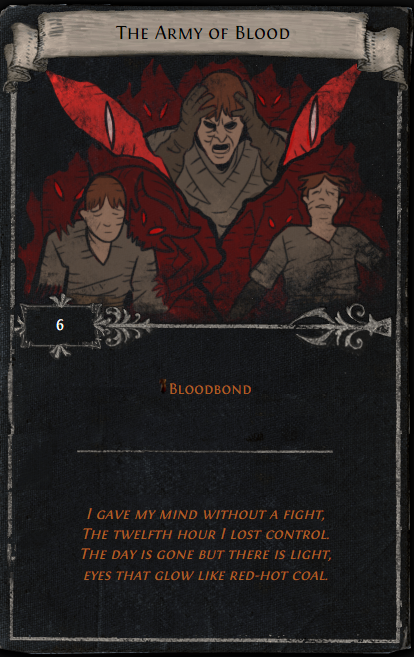 The Army of Blood
6
Bloodbond
I gave my mind without a fight,
The twelfth hour I lost control.
The day is gone but there is light,
eyes that glow like red-hot coal.